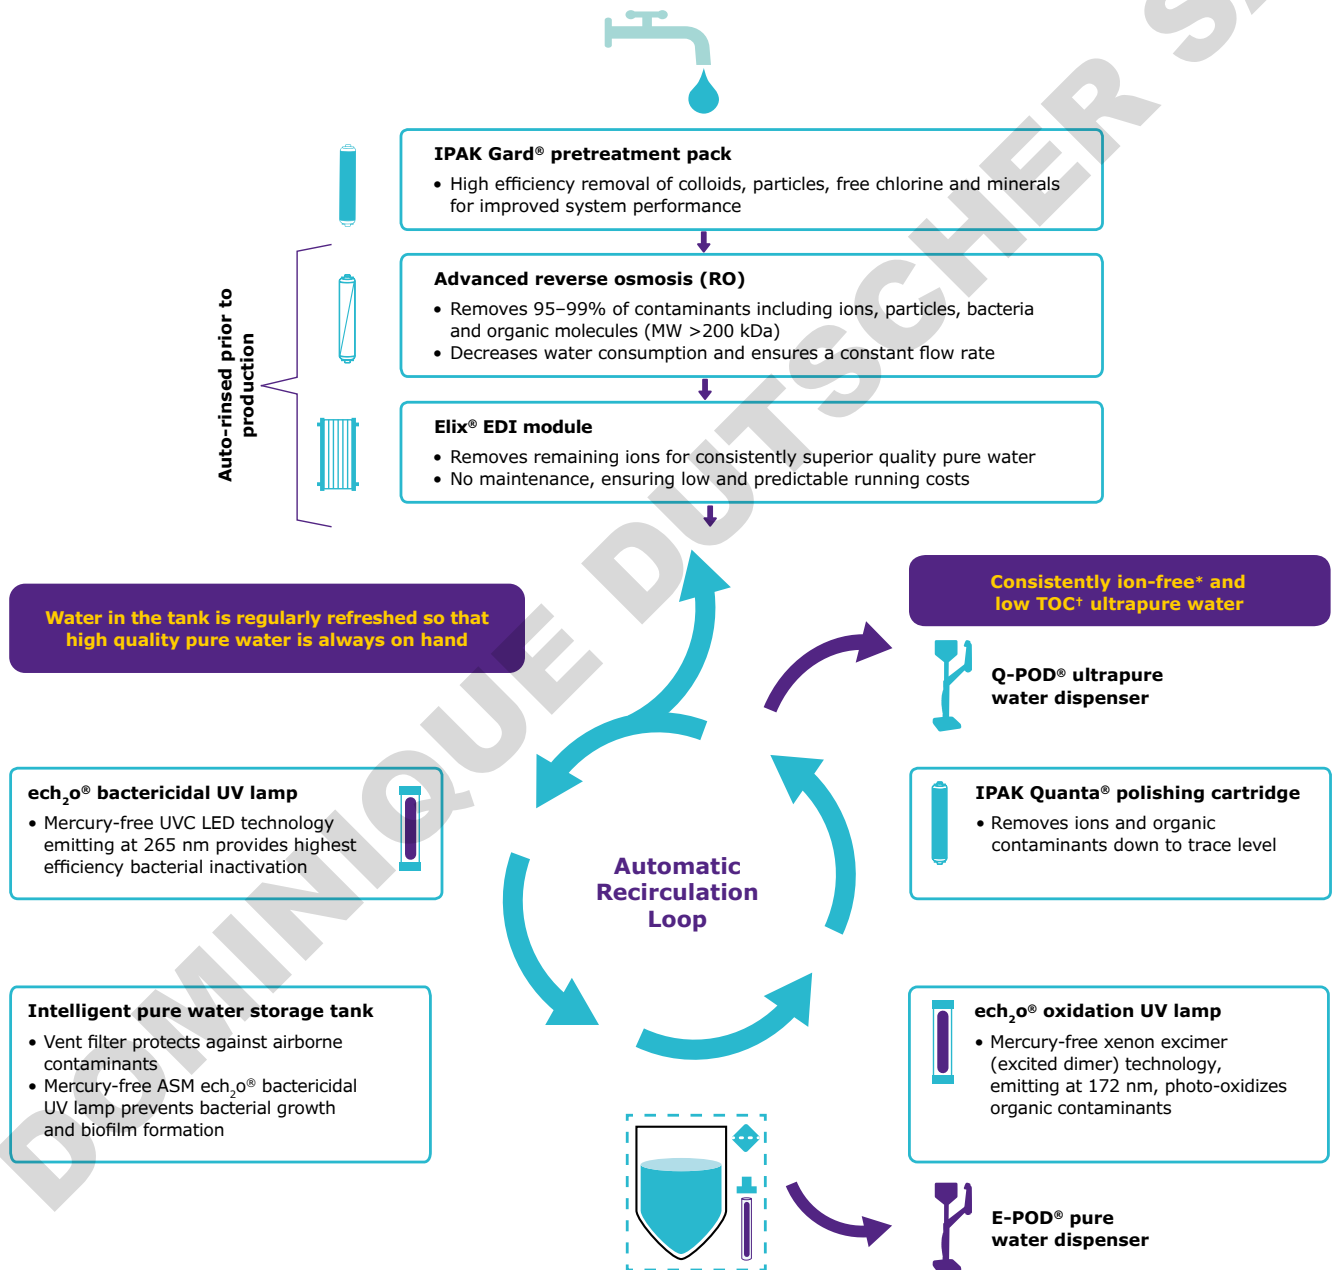 IPAK Gard® pretreatment pack
• High efficiency removal of colloids, particles, free chlorine and minerals
for improved system performance
Advanced reverse osmosis (RO)
• Removes 95–99% of contaminants including ions, particles, bacteria
and organic molecules (MW >200 kDa)
• Decreases water consumption and ensures a constant flow rate
Auto-rinsed prior to
production
Elix® EDI module
• Removes remaining ions for consistently superior quality pure water
• No maintenance, ensuring low and predictable running costs
Water in the tank is regularly refreshed so that
high quality pure water is always on hand
Consistently ion-free* and
low TOC† ultrapure water
Q-POD® ultrapure
water dispenser
ech₂o® bactericidal UV lamp
• Mercury-free UVC LED technology
emitting at 265 nm provides highest
efficiency bacterial inactivation
IPAK Quanta® polishing cartridge
• Removes ions and organic
contaminants down to trace level
Automatic
Recirculation
Loop
Intelligent pure water storage tank
• Vent filter protects against airborne
contaminants
• Mercury-free ASM ech₂o® bactericidal
UV lamp prevents bacterial growth
and biofilm formation
ech₂o® oxidation UV lamp
• Mercury-free xenon excimer
(excited dimer) technology,
emitting at 172 nm, photo-oxidizes
organic contaminants
E-POD® pure
water dispenser
DOMINIQUE DUTSCHER